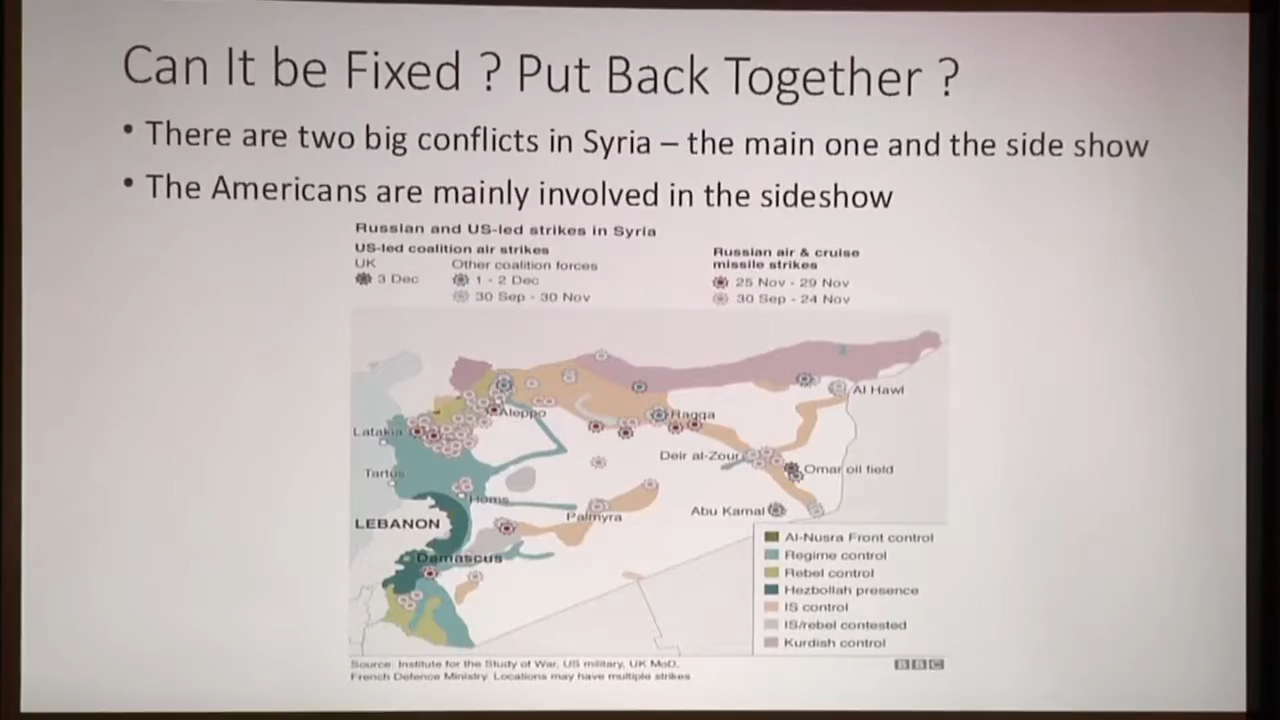 Can It be Fixed ? Put Back Together ?
• There are two big conflicts in Syria – the main one and the side show
• The Americans are mainly involved in the sideshow
Russian and US-led strikes in Syria
US-led coalition air strikes
UK
3 Dec
Other coalition forces
1 - 2 Dec
30 Sep - 30 Nov
Russian air & cruise
missile strikes
25 Nov - 29 Nov
30 Sep - 24 Nov
Al Hawl
Aleppo
Raqqa
Latakia
Deir al-Zour
Tartus
Omar oil field
Homs
Palmyra
Abu Kamal
LEBANON
Damascus
Al-Nusra Front control
Regime control
Rebel control
Hezbollah presence
IS control
IS/rebel contested
Kurdish control
Source: Institute for the Study of War, US military, UK MoD,
French Defence Ministry. Locations may have multiple strikes
BBC